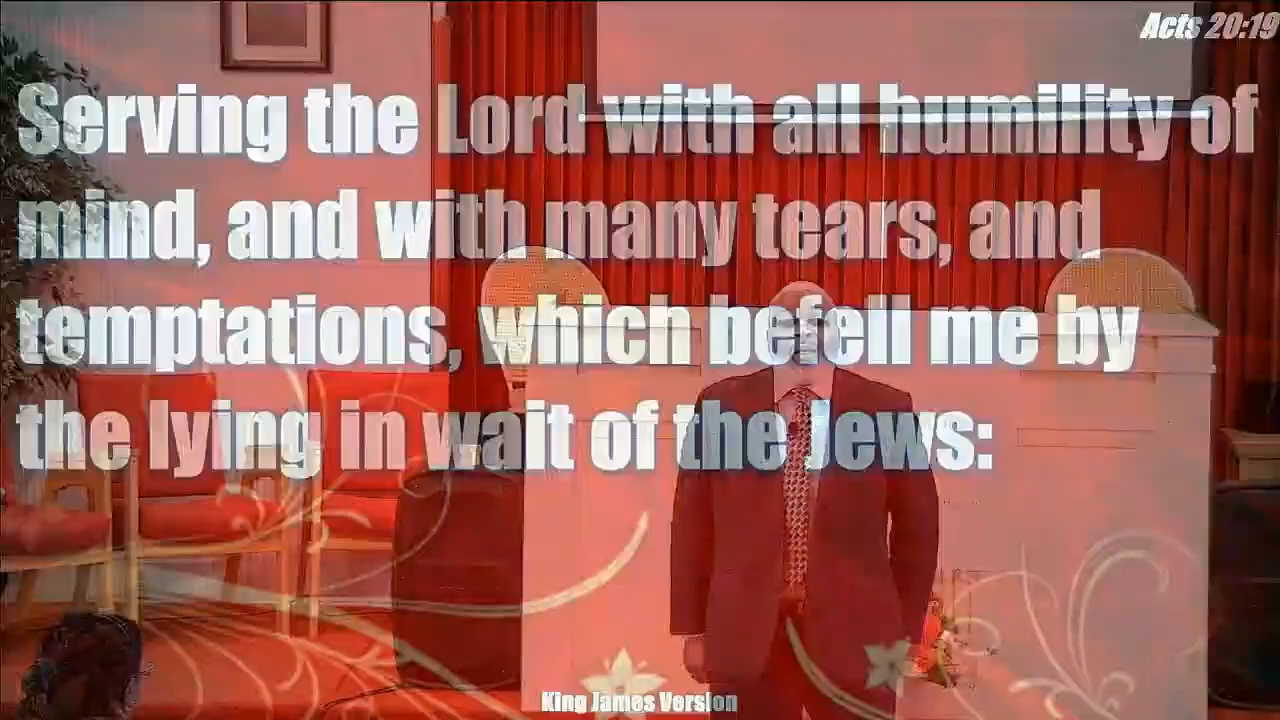 Acts 20:19
Serving the Lord with all humility of
mind, and with many tears, and
temptations, which befell me by
the lying in wait of the Jews:
King James Version